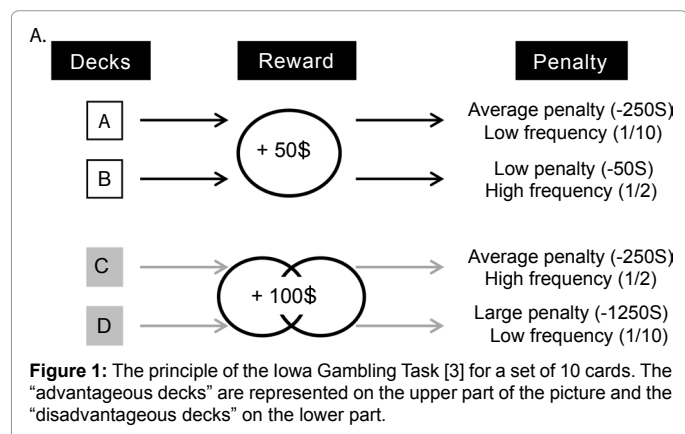 A.
Decks Reward Penalty
A
+ 50$
Average penalty (-250S)
Low frequency (1/10)
B
Low penalty (-50S)
High frequency (1/2)
C
+ 100$
Average penalty (-250S)
High frequency (1/2)
D
Large penalty (-1250S)
Low frequency (1/10)
Figure 1: The principle of the Iowa Gambling Task [3] for a set of 10 cards. The
“advantageous decks” are represented on the upper part of the picture and the
“disadvantageous decks” on the lower part.